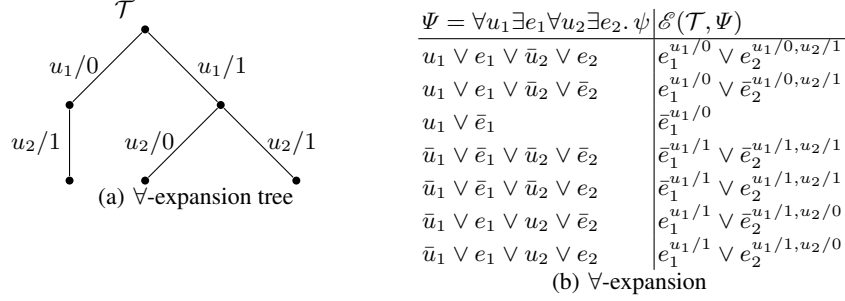 𝒯
u₁/0
u₁/1
u₂/1
u₂/0
u₂/1
(a) ∀-expansion tree
Ψ = ∀u₁∃e₁∀u₂∃e₂. ψ | ℰ(𝒯, Ψ)
u₁ ∨ e₁ ∨ ū₂ ∨ e₂ | e₁^{u₁/0} ∨ e₂^{u₁/0,u₂/1}
u₁ ∨ e₁ ∨ ū₂ ∨ ē₂ | e₁^{u₁/0} ∨ ē₂^{u₁/0,u₂/1}
u₁ ∨ ē₁ | ē₁^{u₁/0}
ū₁ ∨ ē₁ ∨ ū₂ ∨ ē₂ | ē₁^{u₁/1} ∨ ē₂^{u₁/1,u₂/1}
ū₁ ∨ ē₁ ∨ ū₂ ∨ e₂ | ē₁^{u₁/1} ∨ e₂^{u₁/1,u₂/1}
ū₁ ∨ e₁ ∨ u₂ ∨ ē₂ | e₁^{u₁/1} ∨ ē₂^{u₁/1,u₂/0}
ū₁ ∨ e₁ ∨ u₂ ∨ e₂ | e₁^{u₁/1} ∨ e₂^{u₁/1,u₂/0}
(b) ∀-expansion